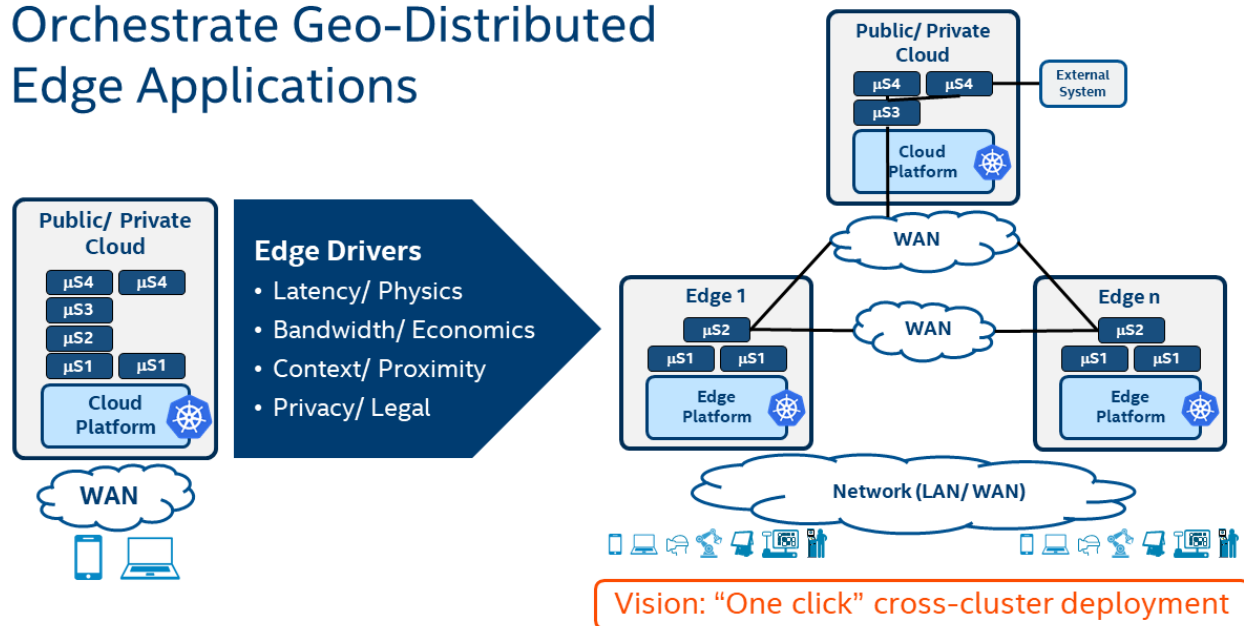 Orchestrate Geo-Distributed
Edge Applications
Public/ Private
Cloud
μS4 μS4
μS3
μS2
μS1 μS1
Cloud
Platform
WAN
Edge Drivers
• Latency/ Physics
• Bandwidth/ Economics
• Context/ Proximity
• Privacy/ Legal
Public/ Private
Cloud
μS4 μS4
μS3
Cloud
Platform
External
System
WAN
Edge 1
μS2
μS1 μS1
Edge
Platform
WAN
Edge n
μS2
μS1 μS1
Edge
Platform
Network (LAN/ WAN)
Vision: “One click” cross-cluster deployment